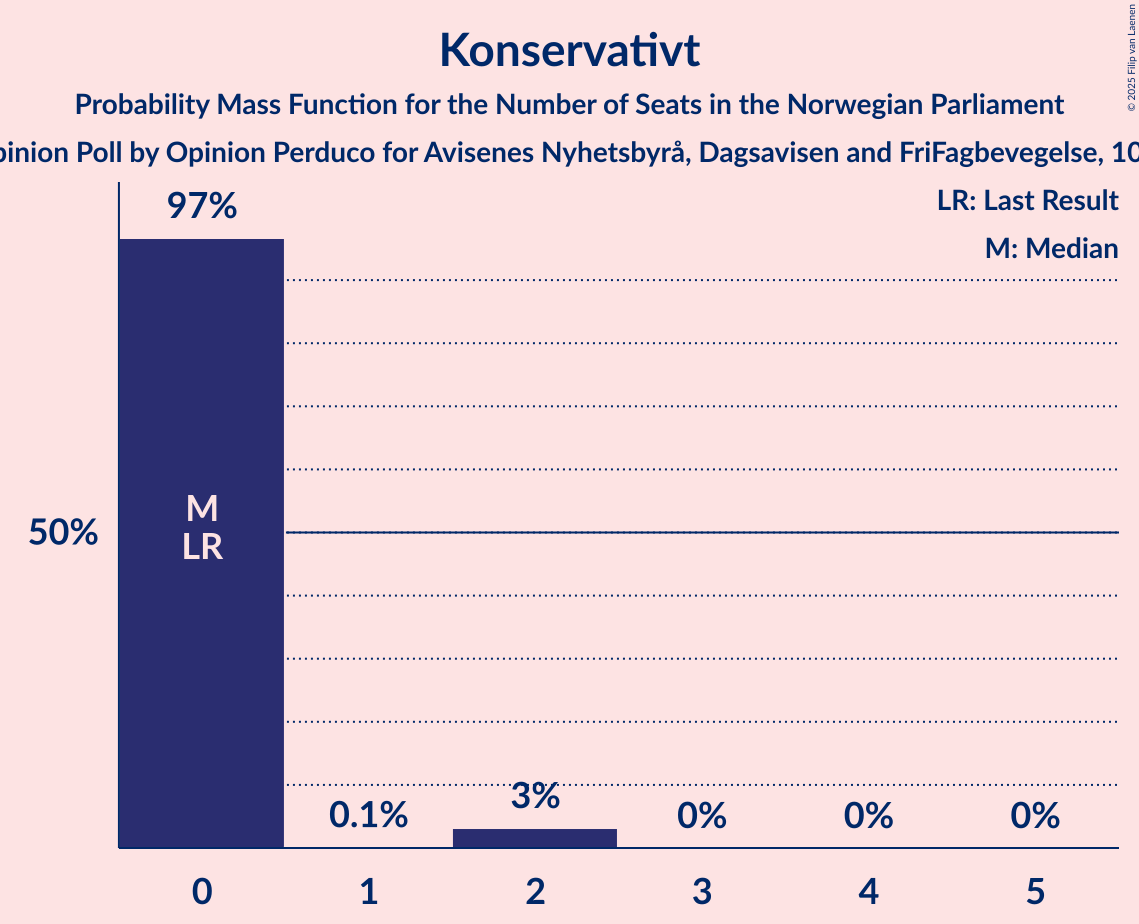 Konservativt
Probability Mass Function for the Number of Seats in the Norwegian Parliament
pinion Poll by Opinion Perduco for Avisenes Nyhetsbyrå, Dagsavisen and FriFagbevegelse, 10
© 2025 Filip van Laenen
LR: Last Result
M: Median
97%
50%
M
LR
0.1%
3%
0%
0%
0%
0
1
2
3
4
5